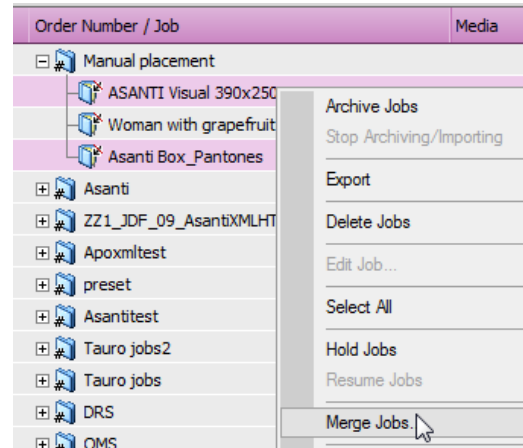 Order Number / Job Media
Manual placement
ASANTI Visual 390x250
Woman with grapefruit
Asanti Box_Pantones
Asanti
ZZ1_JDF_09_AsantiXMLHT
Apoxmltest
preset
Asantitest
Tauro jobs2
Tauro jobs
DRS
OMS
Archive Jobs
Stop Archiving/Importing
Export
Delete Jobs
Edit Job...
Select All
Hold Jobs
Resume Jobs
Merge Jobs.